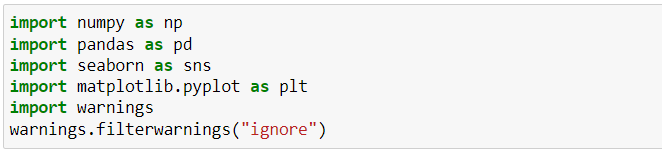 import numpy as np
import pandas as pd
import seaborn as sns
import matplotlib.pyplot as plt
import warnings
warnings.filterwarnings("ignore")